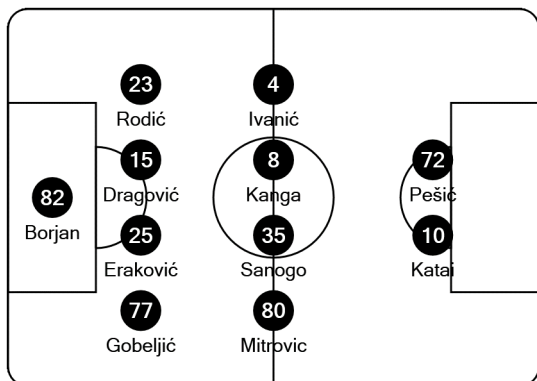 23
Rodić
4
Ivanić
15
Dragović
8
Kanga
72
Pešić
82
Borjan
25
Eraković
35
Sanogo
10
Katai
77
Gobeljić
80
Mitrovic